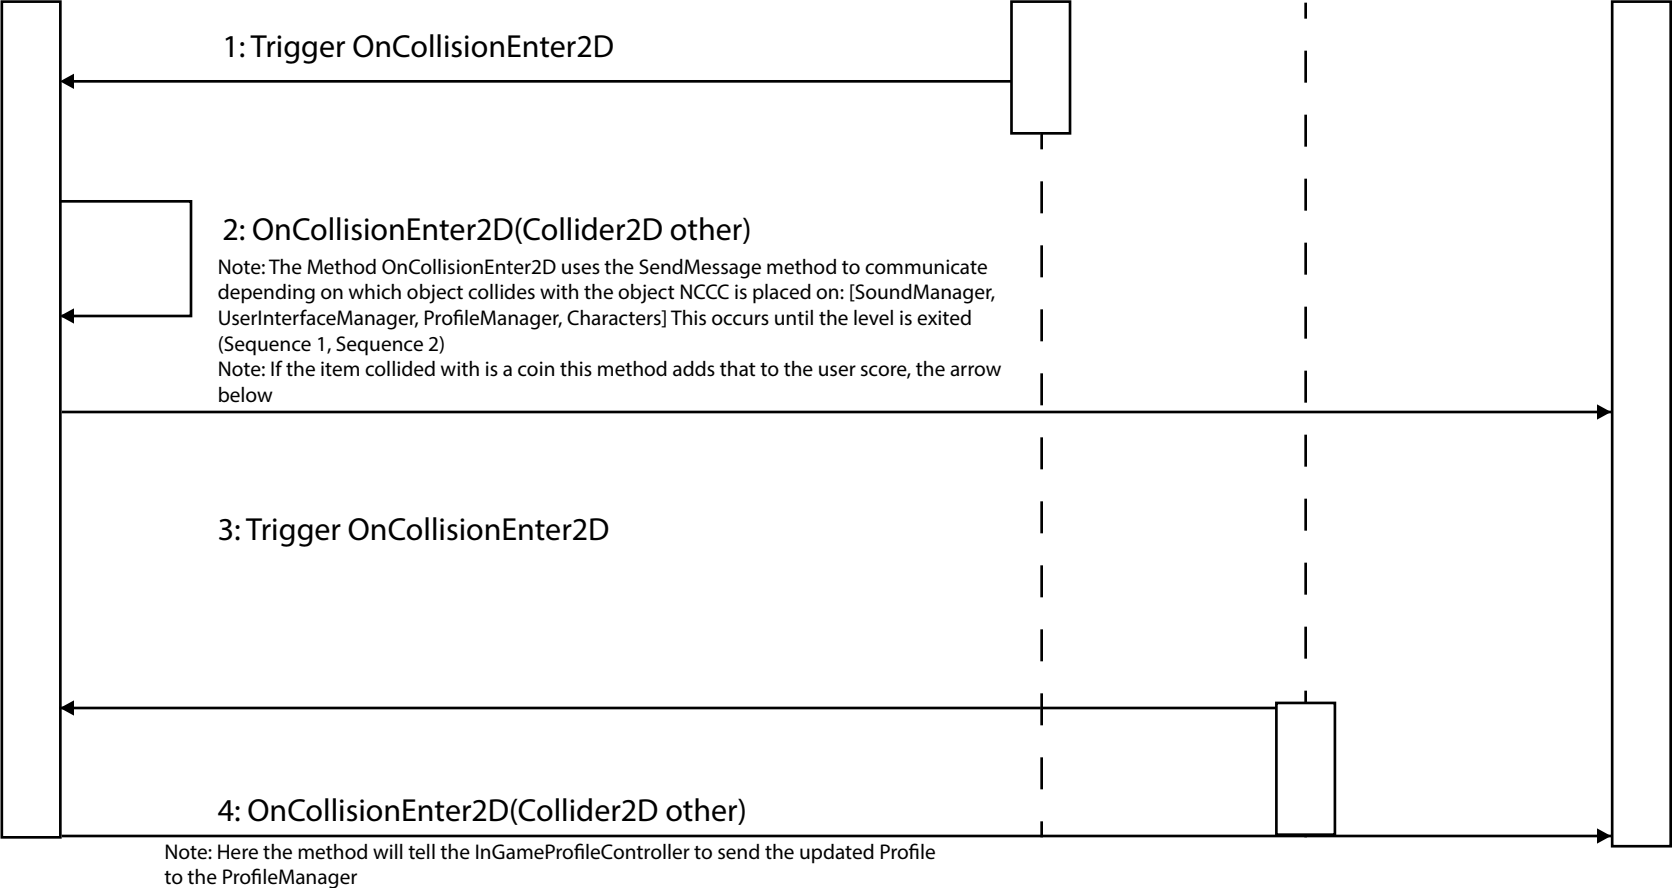 1: Trigger OnCollisionEnter2D
2: OnCollisionEnter2D(Collider2D other)
Note: The Method OnCollisionEnter2D uses the SendMessage method to communicate
depending on which object collides with the object NCCC is placed on: [SoundManager,
UserInterfaceManager, ProfileManager, Characters] This occurs until the level is exited
(Sequence 1, Sequence 2)
Note: If the item collided with is a coin this method adds that to the user score, the arrow
below
3: Trigger OnCollisionEnter2D
4: OnCollisionEnter2D(Collider2D other)
Note: Here the method will tell the InGameProfileController to send the updated Profile
to the ProfileManager